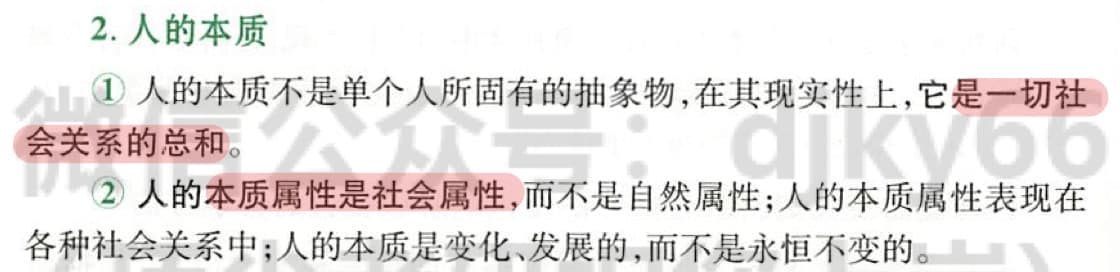 2. 人的本质
① 人的本质不是单个人所固有的抽象物,在其现实性上,它是一切社
会关系的总和。
② 人的本质属性是社会属性,而不是自然属性;人的本质属性表现在
各种社会关系中;人的本质是变化、发展的,而不是永恒不变的。
微信公众号: djky66